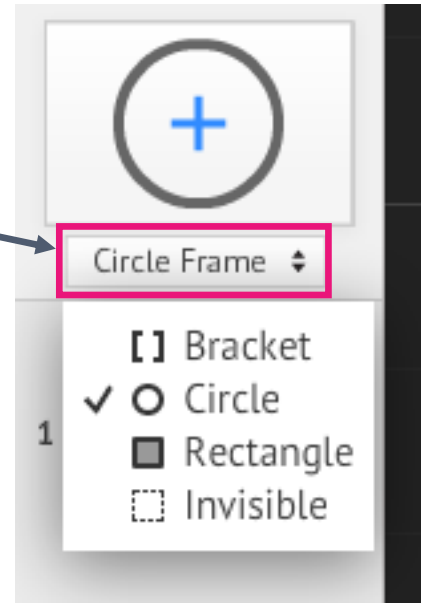 Circle Frame
Bracket
Circle
1
Rectangle
Invisible